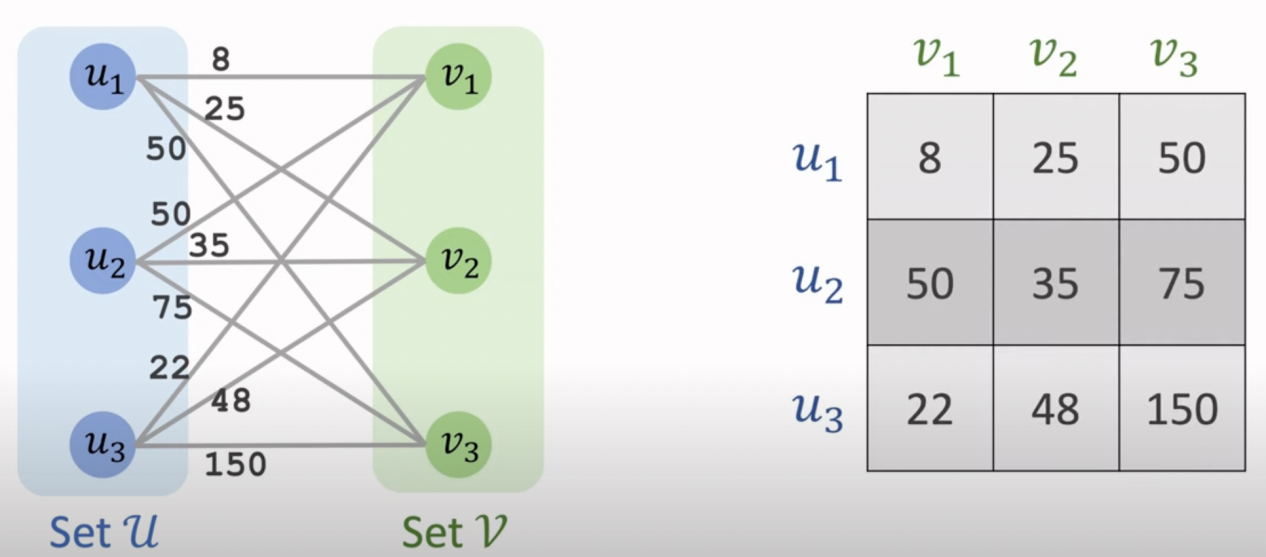 u₁
8
v₁
25
50
50
35
u₂
v₂
75
22
48
u₃
v₃
150
Set 𝒰
Set 𝒱
v₁ v₂ v₃
u₁ 8 25 50
u₂ 50 35 75
u₃ 22 48 150